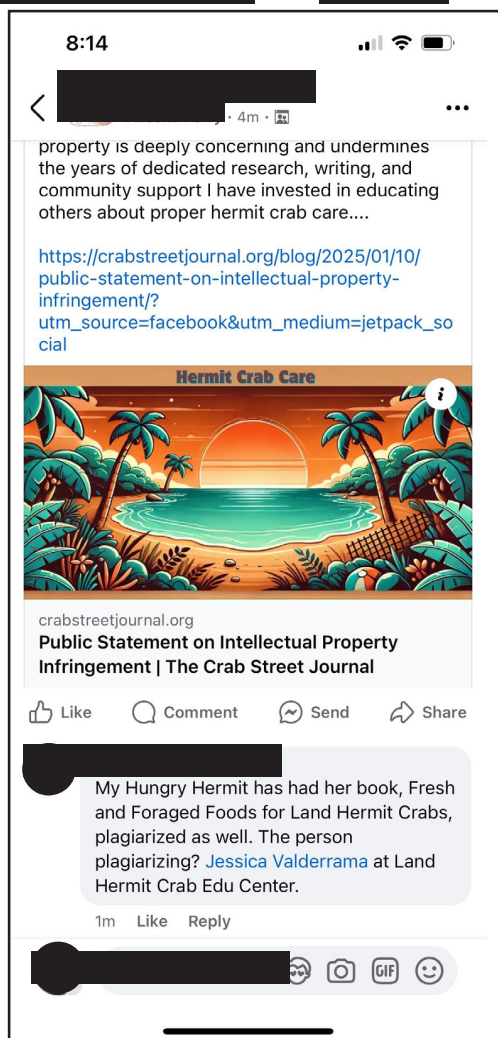 8:14
· 4m ·
property is deeply concerning and undermines
the years of dedicated research, writing, and
community support I have invested in educating
others about proper hermit crab care....
https://crabstreetjournal.org/blog/2025/01/10/
public-statement-on-intellectual-property-
infringement/?
utm_source=facebook&utm_medium=jetpack_so
cial
Hermit Crab Care
i
crabstreetjournal.org
Public Statement on Intellectual Property
Infringement | The Crab Street Journal
Like Comment Send Share
My Hungry Hermit has had her book, Fresh
and Foraged Foods for Land Hermit Crabs,
plagiarized as well. The person
plagiarizing? Jessica Valderrama at Land
Hermit Crab Edu Center.
1m Like Reply
GIF